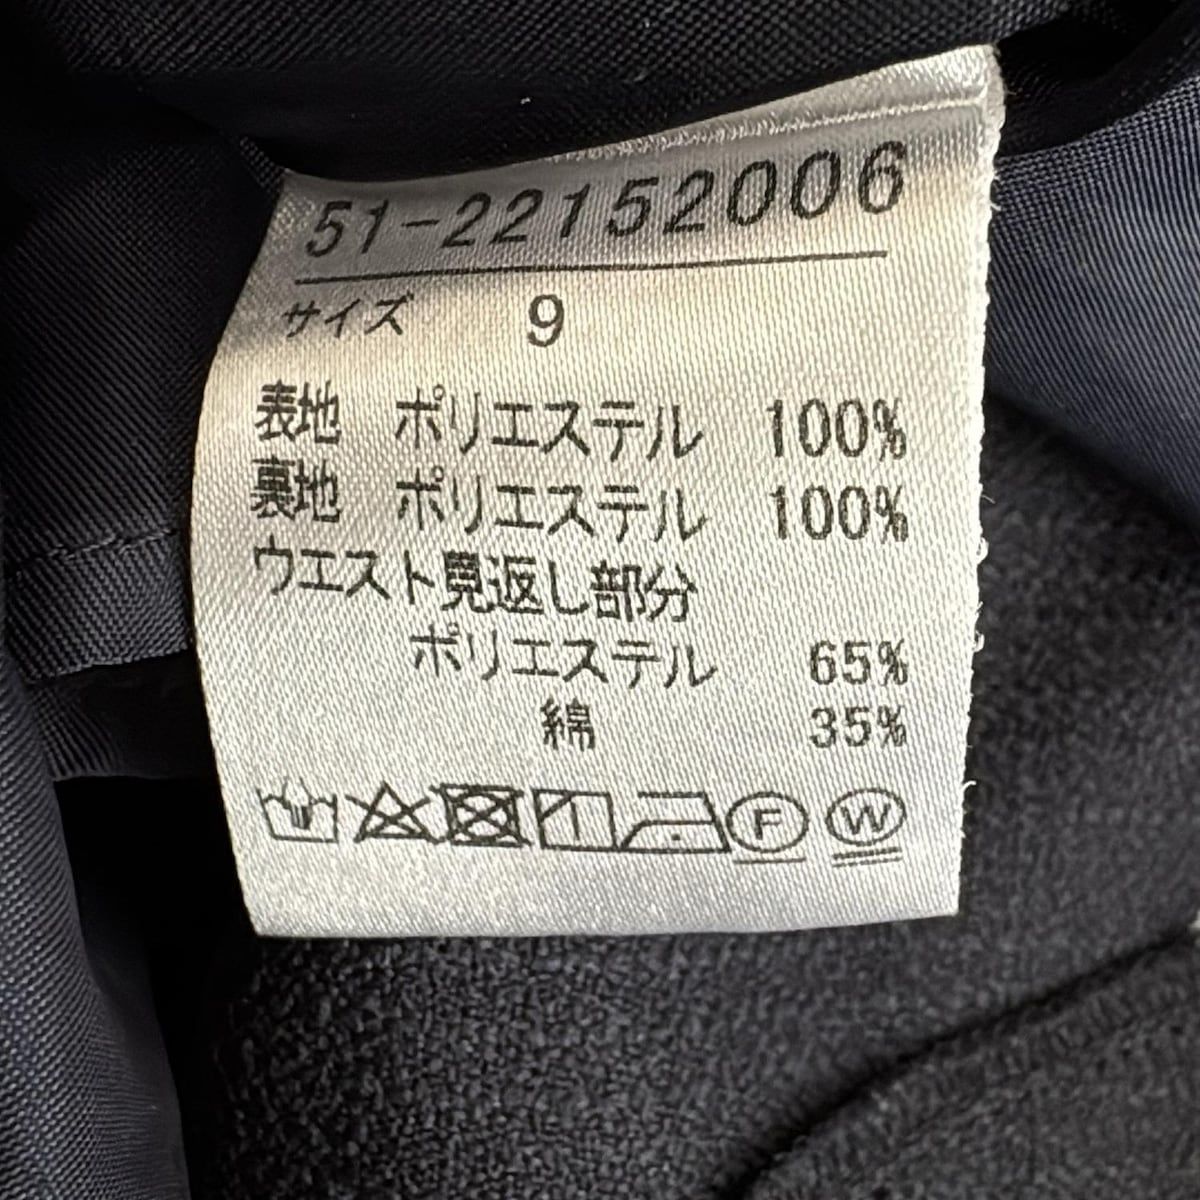 51-22152006
サイズ 9
表地 ポリエステル 100%
裏地 ポリエステル 100%
ウエスト見返し部分
ポリエステル 65%
綿 35%
F W